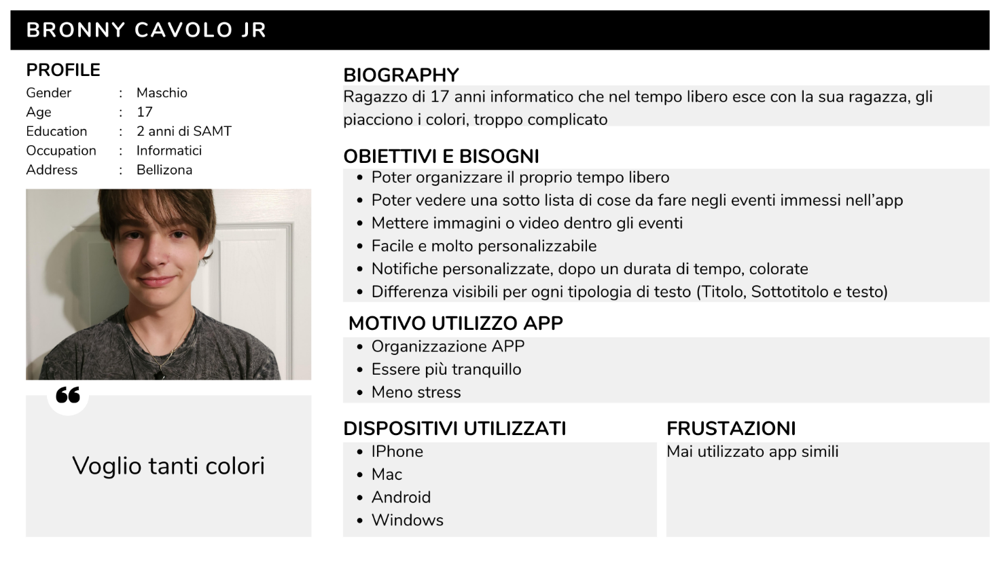 BRONNY CAVOLO JR
PROFILE
Gender : Maschio
Age : 17
Education : 2 anni di SAMT
Occupation : Informatici
Address : Bellizona
“
Voglio tanti colori
BIOGRAPHY
Ragazzo di 17 anni informatico che nel tempo libero esce con la sua ragazza, gli
piacciono i colori, troppo complicato
OBIETTIVI E BISOGNI
• Poter organizzare il proprio tempo libero
• Poter vedere una sotto lista di cose da fare negli eventi immessi nell’app
• Mettere immagini o video dentro gli eventi
• Facile e molto personalizzabile
• Notifiche personalizzate, dopo un durata di tempo, colorate
• Differenza visibili per ogni tipologia di testo (Titolo, Sottotitolo e testo)
MOTIVO UTILIZZO APP
• Organizzazione APP
• Essere più tranquillo
• Meno stress
DISPOSITIVI UTILIZZATI
• IPhone
• Mac
• Android
• Windows
FRUSTAZIONI
Mai utilizzato app simili